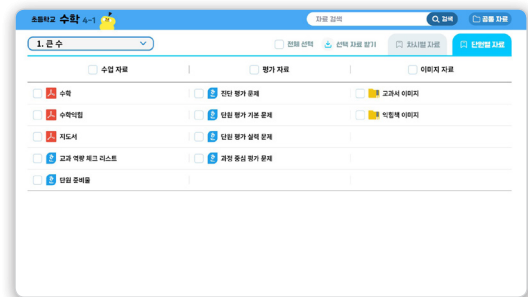 초등학교 수학 4-1
자료 검색
검색
공통 자료
1. 큰 수
전체 선택
선택 자료 받기
차시별 자료
단원별 자료
수업 자료
평가 자료
이미지 자료
수학
진단 평가 문제
교과서 이미지
수학익힘
단원 평가 기본 문제
익힘책 이미지
지도서
단원 평가 실력 문제
교과 역량 체크 리스트
과정 중심 평가 문제
단원 준비물